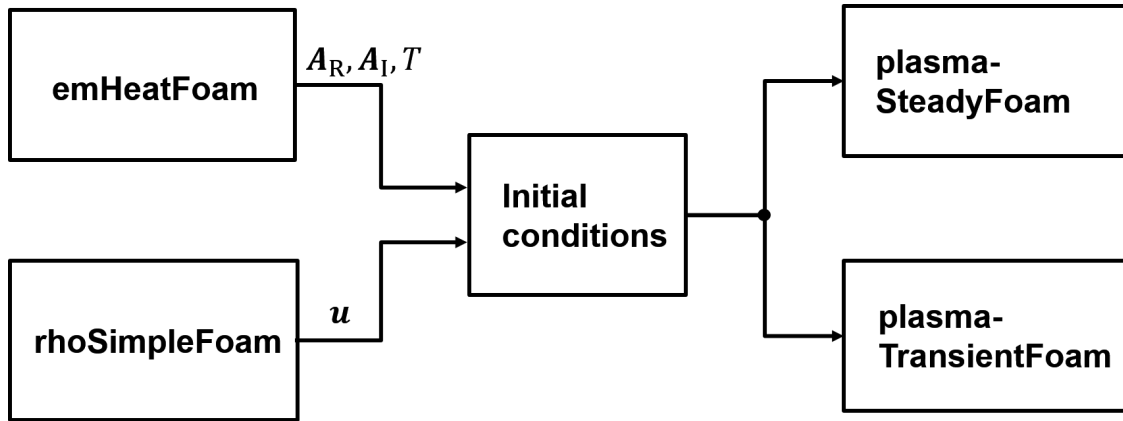 emHeatFoam
A_R, A_I, T
rhoSimpleFoam
u
Initial
conditions
plasma-
SteadyFoam
plasma-
TransientFoam